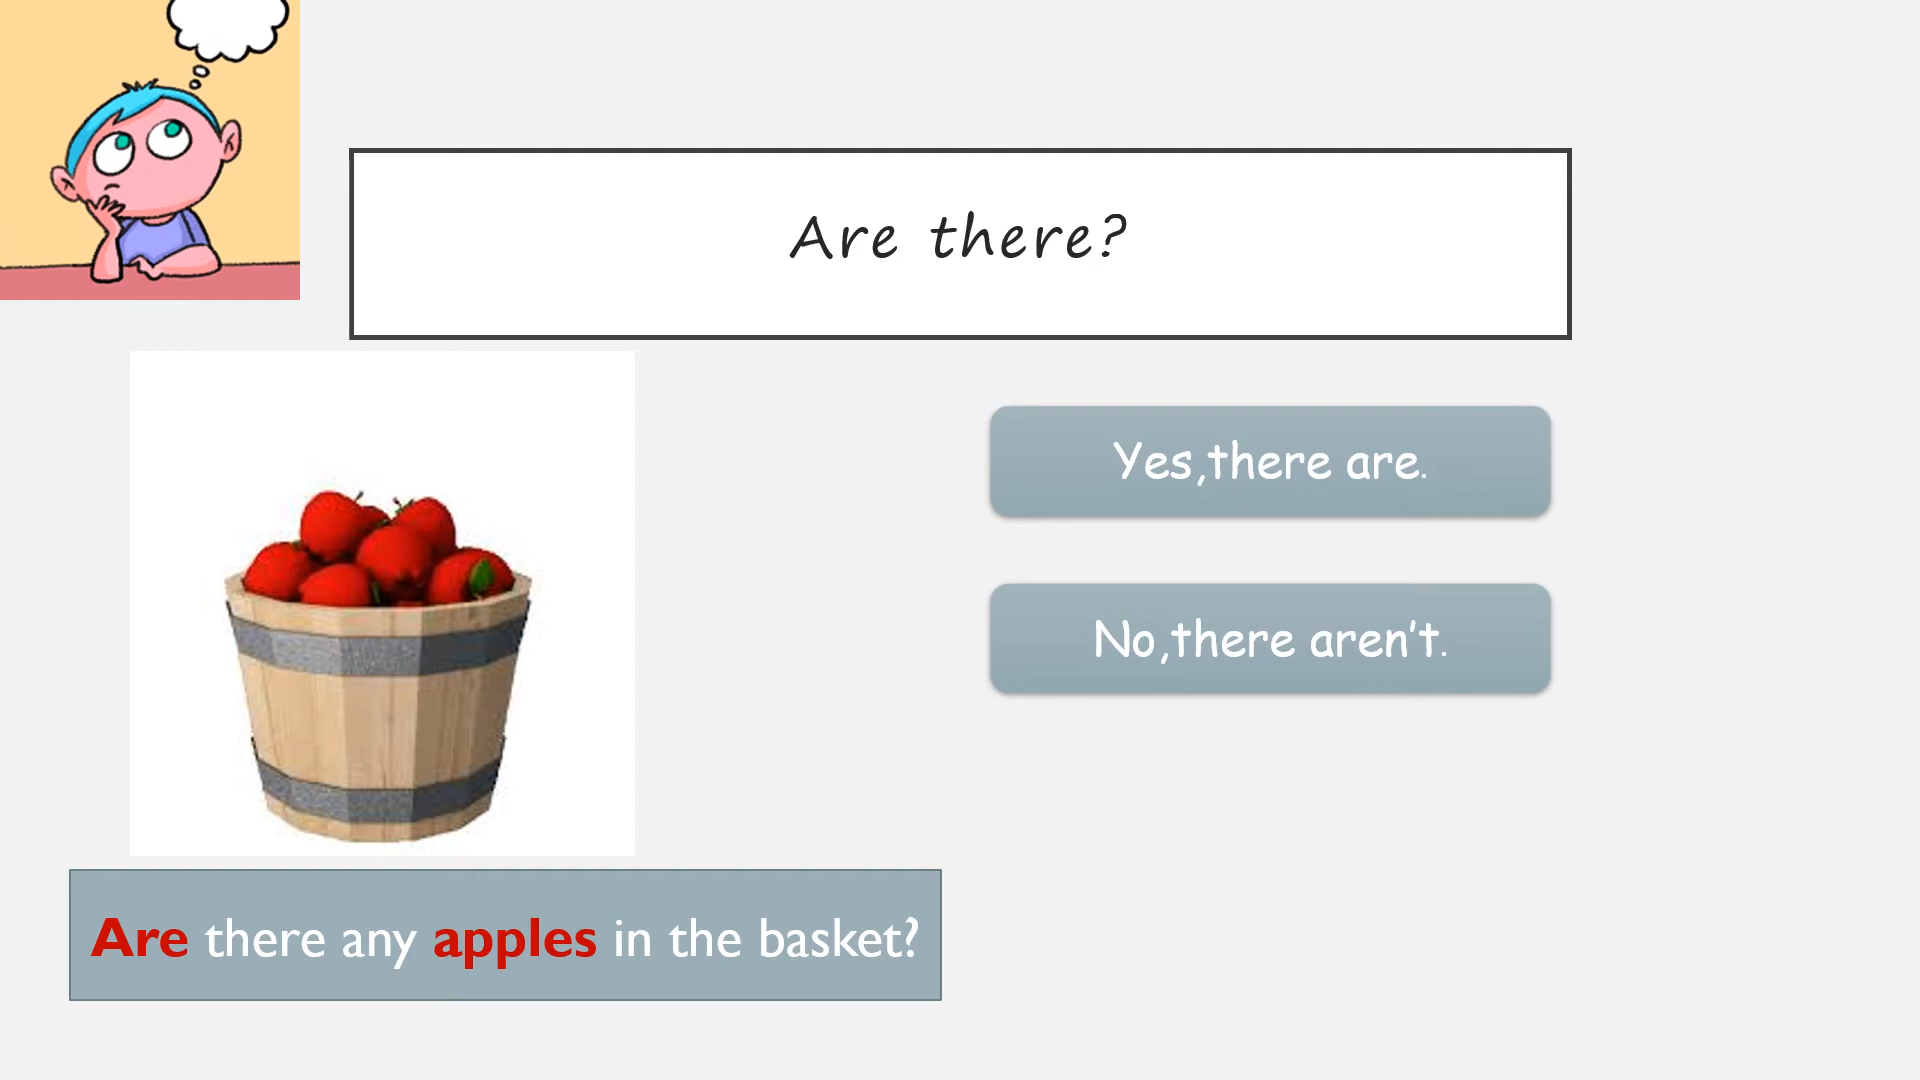 Are there?
Yes,there are.
No,there aren’t.
Are there any apples in the basket?